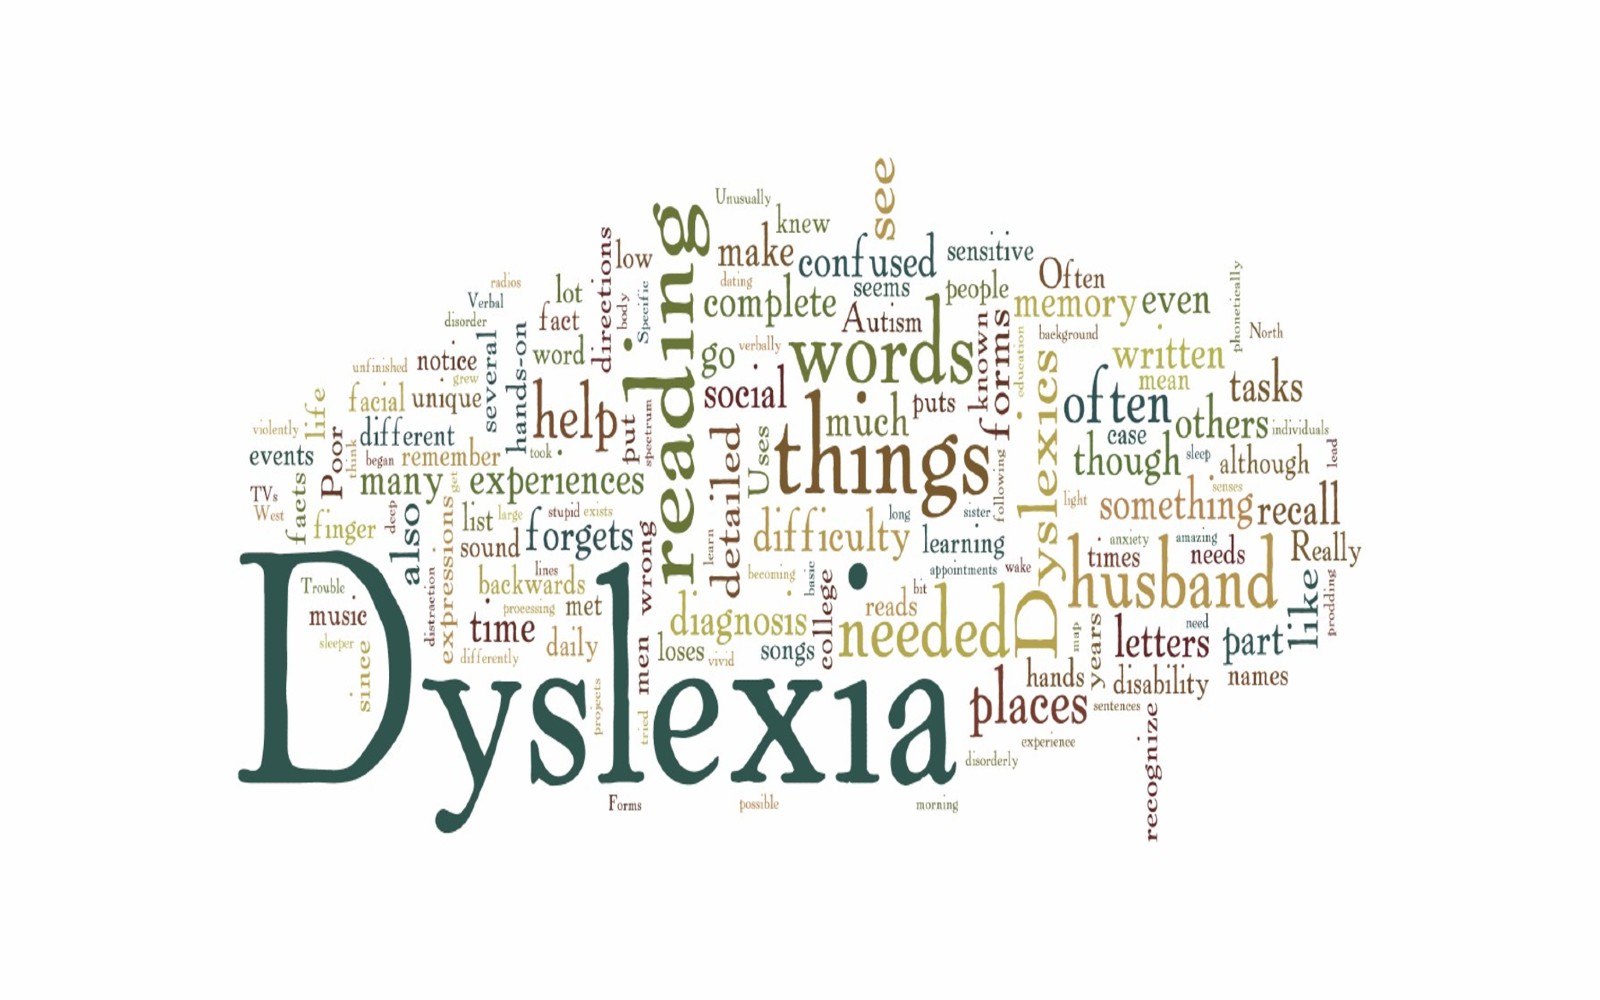 see
Unusually
knew
make
confused
sensitive
Often
low
directions
reading
dating
complete
seems
people
memory
even
phonetically
radios
Verbal
lot
body
Specific
Autism
background
North
disorder
fact
words
known
forms
education
written
several
hands-on
word
go
verbally
mean
tasks
unfinished
notice
grew
facial
unique
help
put
spectrum
social
things
much
puts
Dyslexics
often
others
individuals
violently
life
different
case
events
Poor
think
began
remember
took
detailed
Uses
though
sleep
although
lead
TVs
West
facts
many
get
experiences
following
light
something
senses
recall
finger
deep
also
list
large
stupid
exists
long
sister
sound
forgets
wrong
learn
difficulty
learning
anxiety
amazing
times
needs
Really
Dyslexia
Trouble
music
sleeper
since
distraction
expressions
lines
backwards
processing
met
time
daily
differently
becoming
basic
college
appointments
wake
husband
like
prodding
bit
reads
needed
diagnosis
men
loses
vivid
songs
map
years
need
letters
part
projects
tried
hands
disability
names
places
sentences
experience
disorderly
recognize
Forms
possible
morning